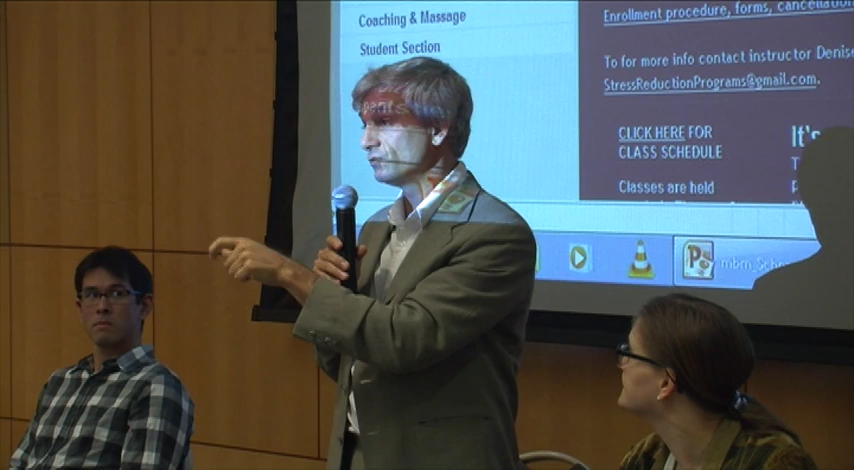 Coaching & Massage
Student Section
Enrollment procedure, forms, cancellation
To for more info contact instructor Denise
StressReductionPrograms@gmail.com.
CLICK HERE FOR
CLASS SCHEDULE
It's
Classes are held
mbm_Sche